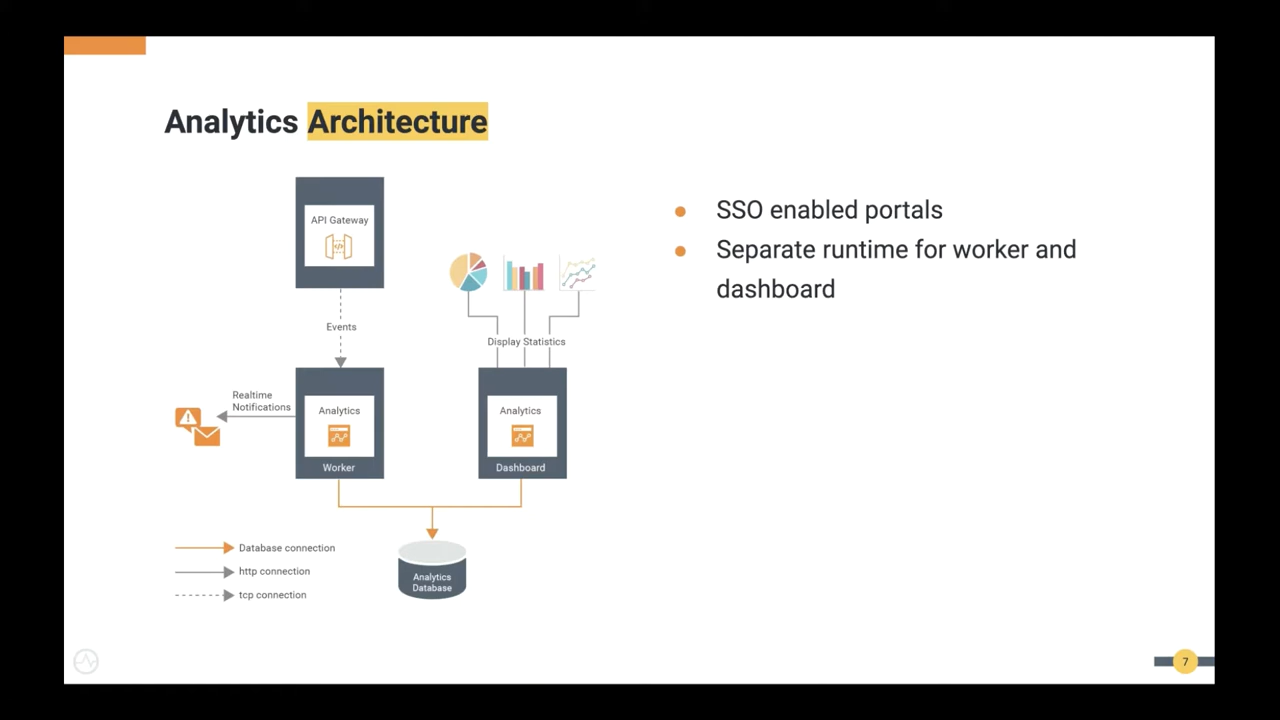 Analytics Architecture
API Gateway
Events
Realtime
Notifications
Analytics
Worker
Display Statistics
Analytics
Dashboard
Analytics
Database
Database connection
http connection
tcp connection
SSO enabled portals
Separate runtime for worker and
dashboard
7